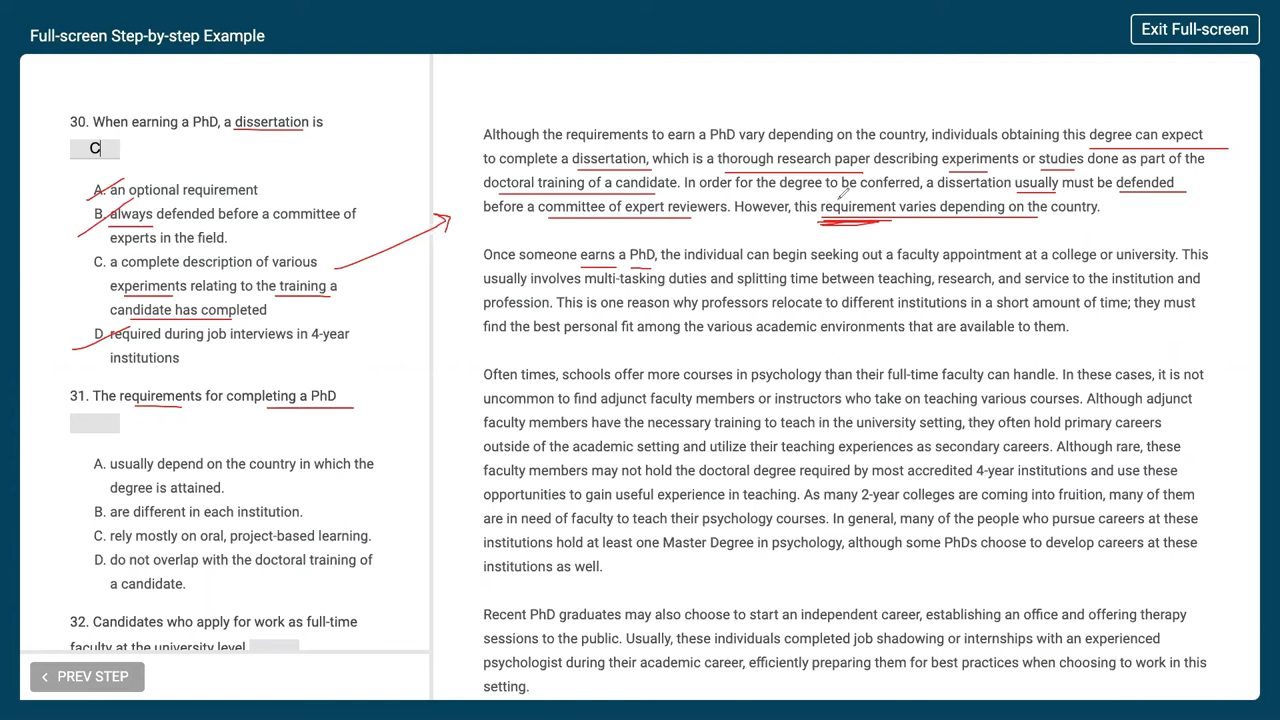 Full-screen Step-by-step Example
Exit Full-screen
30. When earning a PhD, a dissertation is
C
A. an optional requirement
B. always defended before a committee of
experts in the field.
C. a complete description of various
experiments relating to the training a
candidate has completed
D. required during job interviews in 4-year
institutions
31. The requirements for completing a PhD
A. usually depend on the country in which the
degree is attained.
B. are different in each institution.
C. rely mostly on oral, project-based learning.
D. do not overlap with the doctoral training of
a candidate.
32. Candidates who apply for work as full-time
faculty at the university level
PREV STEP
Although the requirements to earn a PhD vary depending on the country, individuals obtaining this degree can expect
to complete a dissertation, which is a thorough research paper describing experiments or studies done as part of the
doctoral training of a candidate. In order for the degree to be conferred, a dissertation usually must be defended
before a committee of expert reviewers. However, this requirement varies depending on the country.
Once someone earns a PhD, the individual can begin seeking out a faculty appointment at a college or university. This
usually involves multi-tasking duties and splitting time between teaching, research, and service to the institution and
profession. This is one reason why professors relocate to different institutions in a short amount of time; they must
find the best personal fit among the various academic environments that are available to them.
Often times, schools offer more courses in psychology than their full-time faculty can handle. In these cases, it is not
uncommon to find adjunct faculty members or instructors who take on teaching various courses. Although adjunct
faculty members have the necessary training to teach in the university setting, they often hold primary careers
outside of the academic setting and utilize their teaching experiences as secondary careers. Although rare, these
faculty members may not hold the doctoral degree required by most accredited 4-year institutions and use these
opportunities to gain useful experience in teaching. As many 2-year colleges are coming into fruition, many of them
are in need of faculty to teach their psychology courses. In general, many of the people who pursue careers at these
institutions hold at least one Master Degree in psychology, although some PhDs choose to develop careers at these
institutions as well.
Recent PhD graduates may also choose to start an independent career, establishing an office and offering therapy
sessions to the public. Usually, these individuals completed job shadowing or internships with an experienced
psychologist during their academic career, efficiently preparing them for best practices when choosing to work in this
setting.